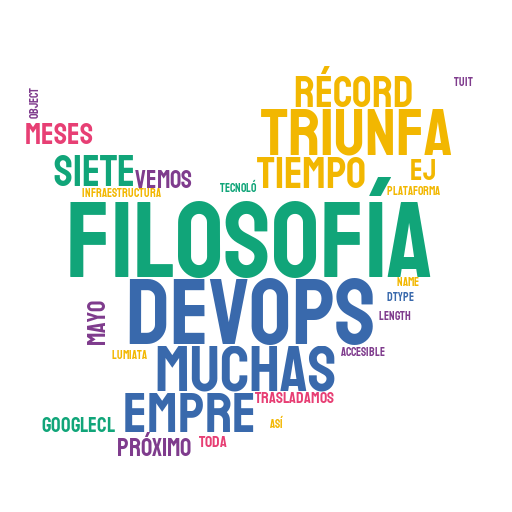 RÉCORD
TUIT
OBJECT
TRIUNFA
MESES
SIETE
VEMOS
TIEMPO
EJ
TECNOLÓ
INFRAESTRUCTURA
PLATAFORMA
FILOSOFÍA
NAME
DEVOPS
DTYPE
MAYO
LENGTH
LUMIATA
MUCHAS
ACCESIBLE
EMPRE
TRASLADAMOS
GOOGLECL
ASÍ
PRÓXIMO
TODA